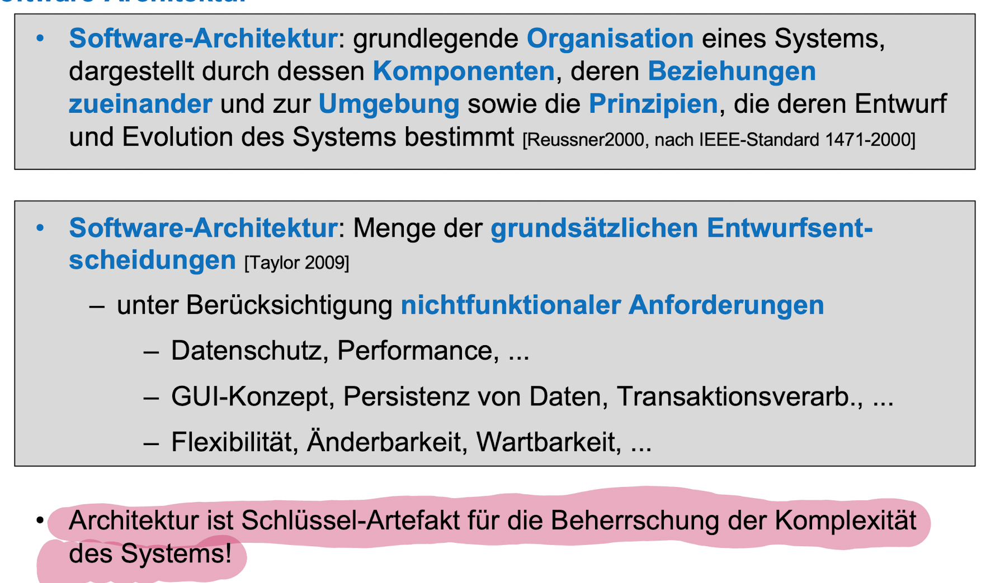 • Software-Architektur: grundlegende Organisation eines Systems,
dargestellt durch dessen Komponenten, deren Beziehungen
zueinander und zur Umgebung sowie die Prinzipien, die deren Entwurf
und Evolution des Systems bestimmt [Reussner2000, nach IEEE-Standard 1471-2000]
• Software-Architektur: Menge der grundsätzlichen Entwurfsent-
scheidungen [Taylor 2009]
– unter Berücksichtigung nichtfunktionaler Anforderungen
– Datenschutz, Performance, ...
– GUI-Konzept, Persistenz von Daten, Transaktionsverarb., ...
– Flexibilität, Änderbarkeit, Wartbarkeit, ...
• Architektur ist Schlüssel-Artefakt für die Beherrschung der Komplexität
des Systems!